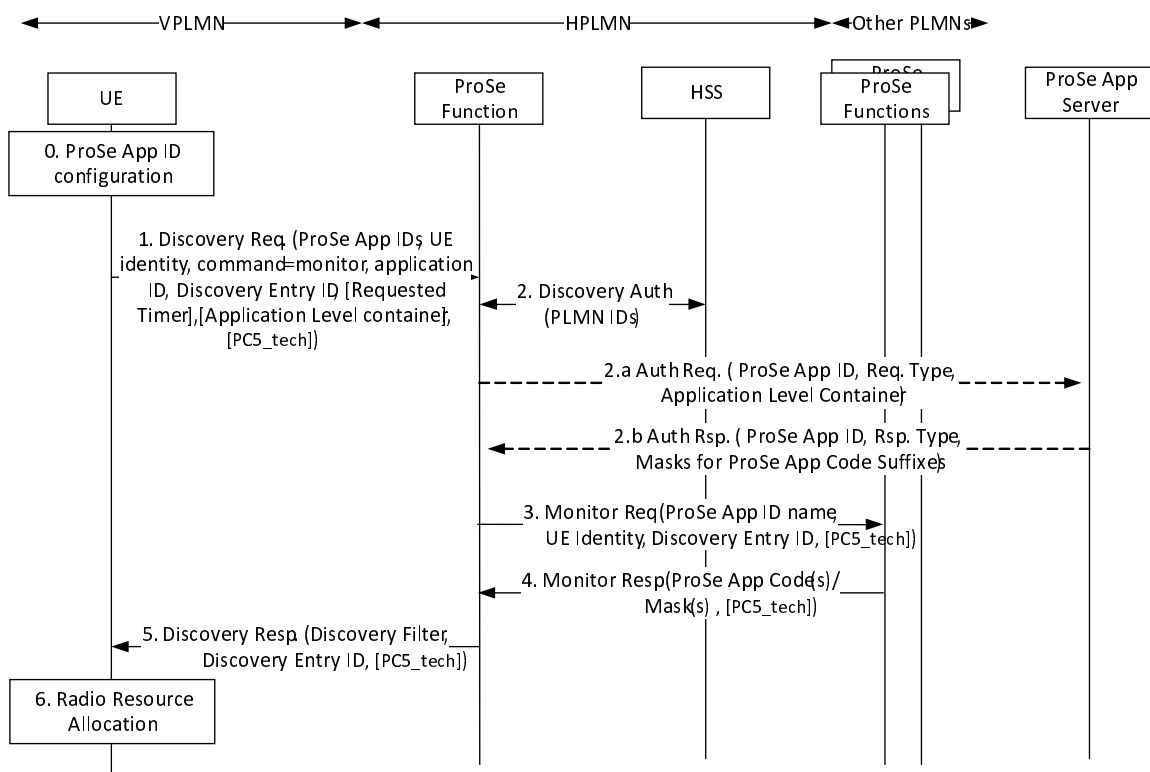 VPLMN
HPLMN
Other PLMNs
UE
ProSe
Function
HSS
ProSe
ProSe
Functions
ProSe App
Server
0. ProSe App ID
configuration
1. Discovery Req. (ProSe App IDs, UE
identity, command=monitor, application
ID, Discovery Entry ID, [Requested
Timer],[Application Level container],
[PC5_tech])
2. Discovery Auth
(PLMN IDs)
2.a Auth Req. ( ProSe App ID, Req. Type,
Application Level Container)
2.b Auth Rsp. ( ProSe App ID, Rsp. Type,
Masks for ProSe App Code Suffixes)
3. Monitor Req(ProSe App ID name,
UE Identity, Discovery Entry ID, [PC5_tech])
4. Monitor Resp(ProSe App Code(s)/
Mask(s) , [PC5_tech])
5. Discovery Resp. (Discovery Filter,
Discovery Entry ID, [PC5_tech])
6. Radio Resource
Allocation